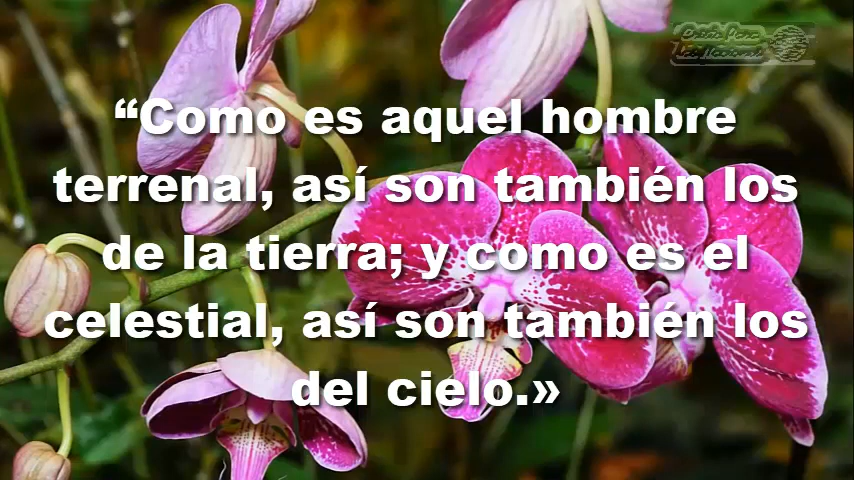 “Como es aquel hombre
terrenal, así son también los
de la tierra; y como es el
celestial, así son también los
del cielo.»